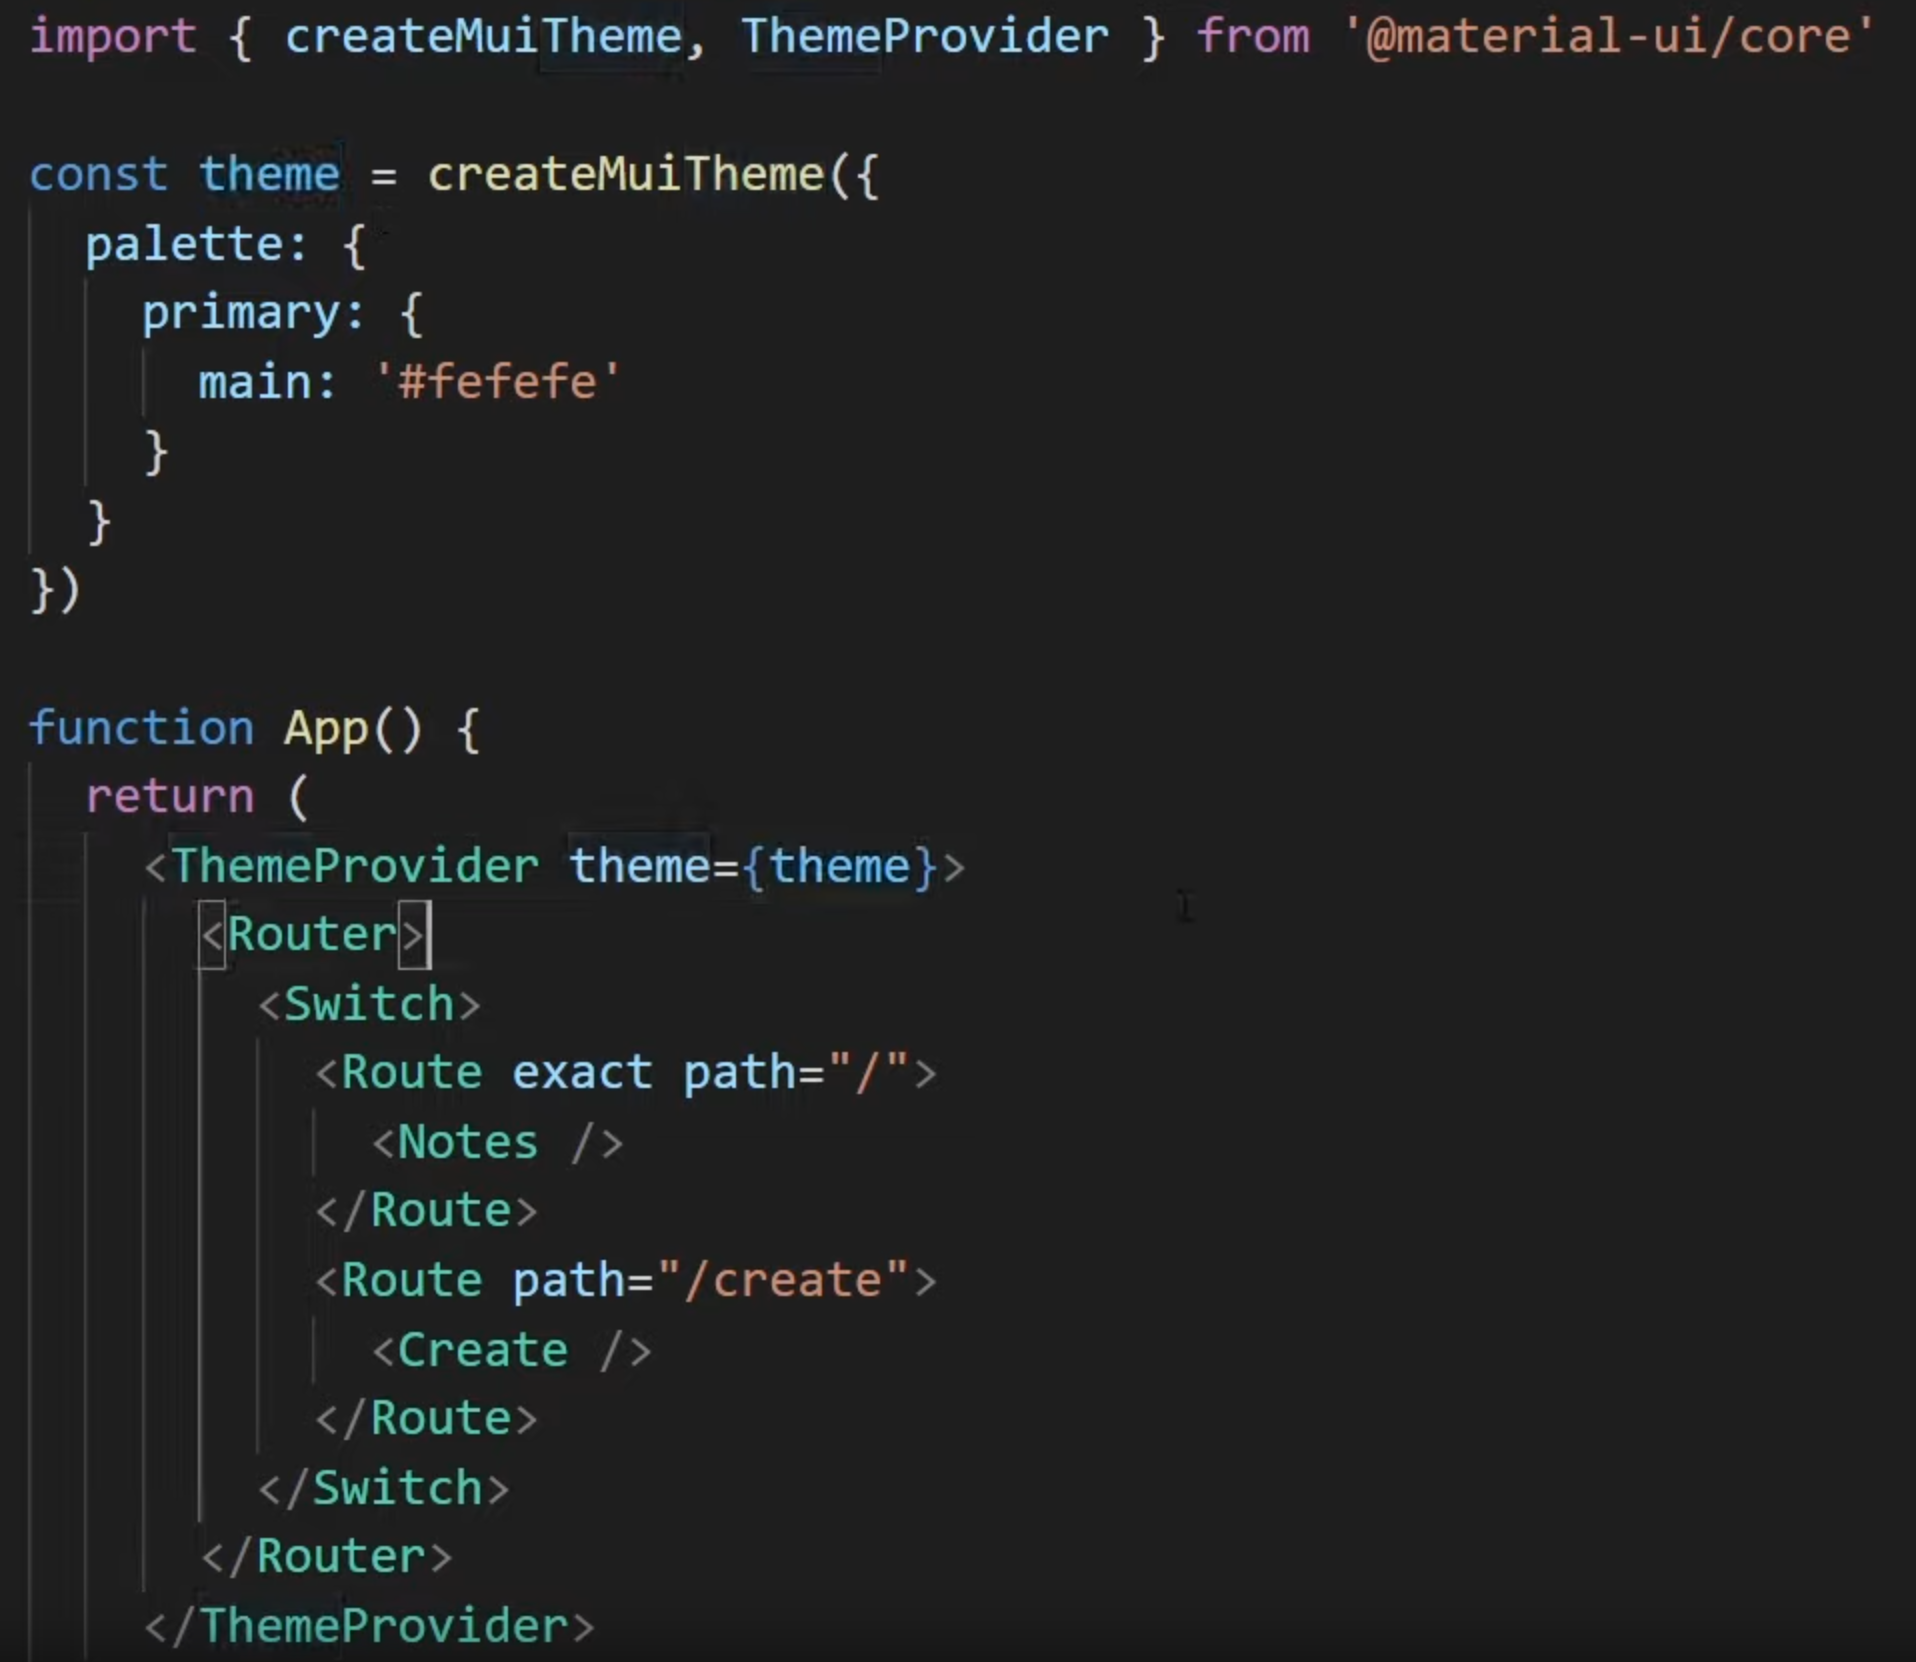 import { createMuiTheme, ThemeProvider } from '@material-ui/core'
const theme = createMuiTheme({
palette: {
primary: {
main: '#fefefe'
}
}
})
function App() {
return (
<ThemeProvider theme={theme}>
<Router>
<Switch>
<Route exact path="/">
<Notes />
</Route>
<Route path="/create">
<Create />
</Route>
</Switch>
</Router>
</ThemeProvider>